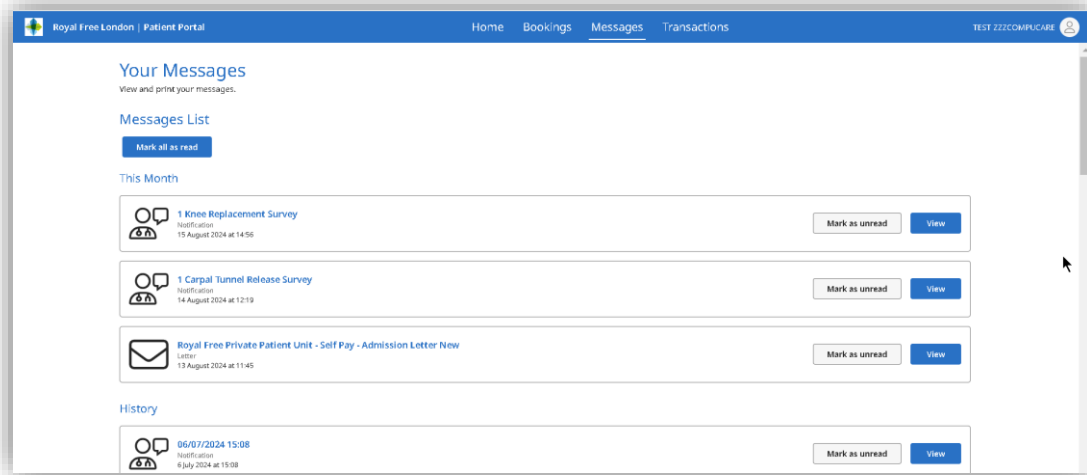 Royal Free London | Patient Portal
Home Bookings Messages Transactions
TEST ZZZCOMPUCARE
Your Messages
View and print your messages.
Messages List
Mark all as read
This Month
1 Knee Replacement Survey
Notification
15 August 2024 at 14:56
Mark as unread View
1 Carpal Tunnel Release Survey
Notification
14 August 2024 at 12:19
Mark as unread View
Royal Free Private Patient Unit - Self Pay - Admission Letter New
Letter
13 August 2024 at 11:45
Mark as unread View
History
06/07/2024 15:08
Notification
6 July 2024 at 15:08
Mark as unread View